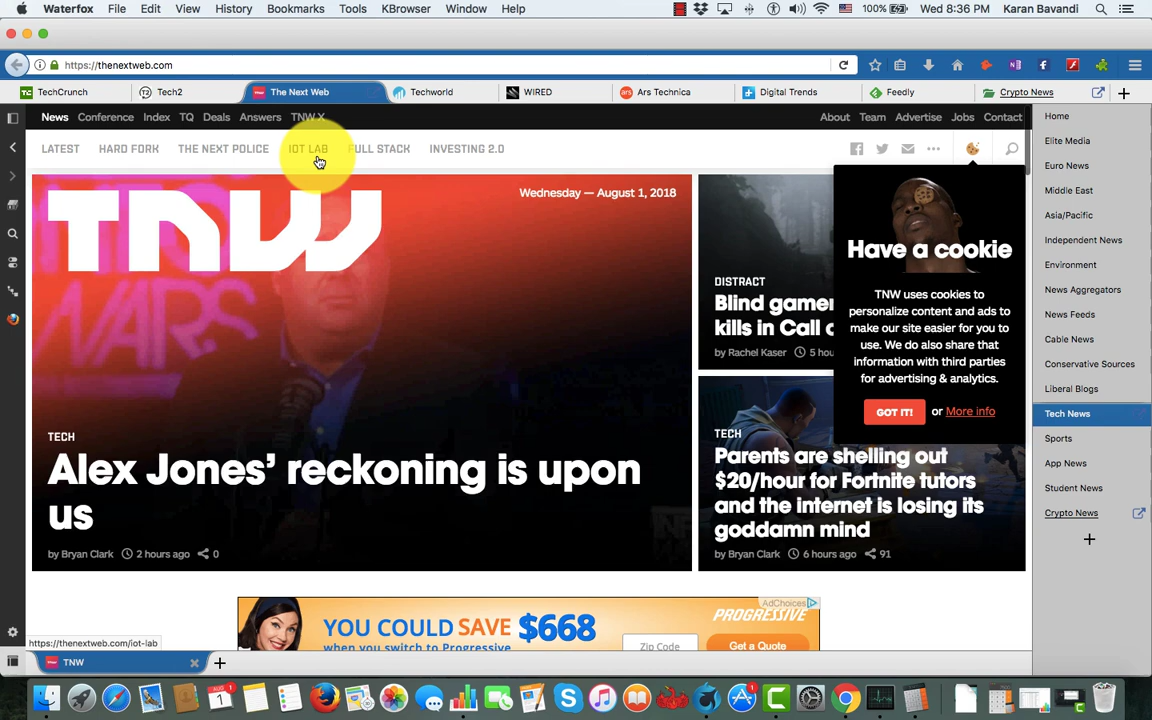 Waterfox File Edit View History Bookmarks Tools KBrowser Window Help 100% Wed 8:36 PM Karan Bavandi
https://thenextweb.com
TechCrunch T2 Tech2 The Next Web Techworld WIRED ars Ars Technica Digital Trends Feedly Crypto News
News Conference Index TQ Deals Answers TNW X About Team Advertise Jobs Contact
LATEST HARD FORK THE NEXT POLICE IOT LAB FULL STACK INVESTING 2.0
TNW
Wednesday — August 1, 2018
WARS
TECH
Alex Jones’ reckoning is upon
us
by Bryan Clark 2 hours ago 0
DISTRACT
Blind gamer
kills in Call
by Rachel Kaser 5 hou
TECH
Parents are shelling out
$20/hour for Fortnite tutors
and the internet is losing its
goddamn mind
by Bryan Clark 6 hours ago 91
Have a cookie
TNW uses cookies to
personalize content and ads to
make our site easier for you to
use. We do also share that
information with third parties
for advertising & analytics.
GOT IT! or More info
Home
Elite Media
Euro News
Middle East
Asia/Pacific
Independent News
Environment
News Aggregators
News Feeds
Cable News
Conservative Sources
Liberal Blogs
Tech News
Sports
App News
Student News
Crypto News
AdChoices
YOU COULD SAVE $668
when you switch to Progressive
PROGRESSIVE
Zip Code
Get a Quote
https://thenextweb.com/iot-lab
TNW
AUG
1
1